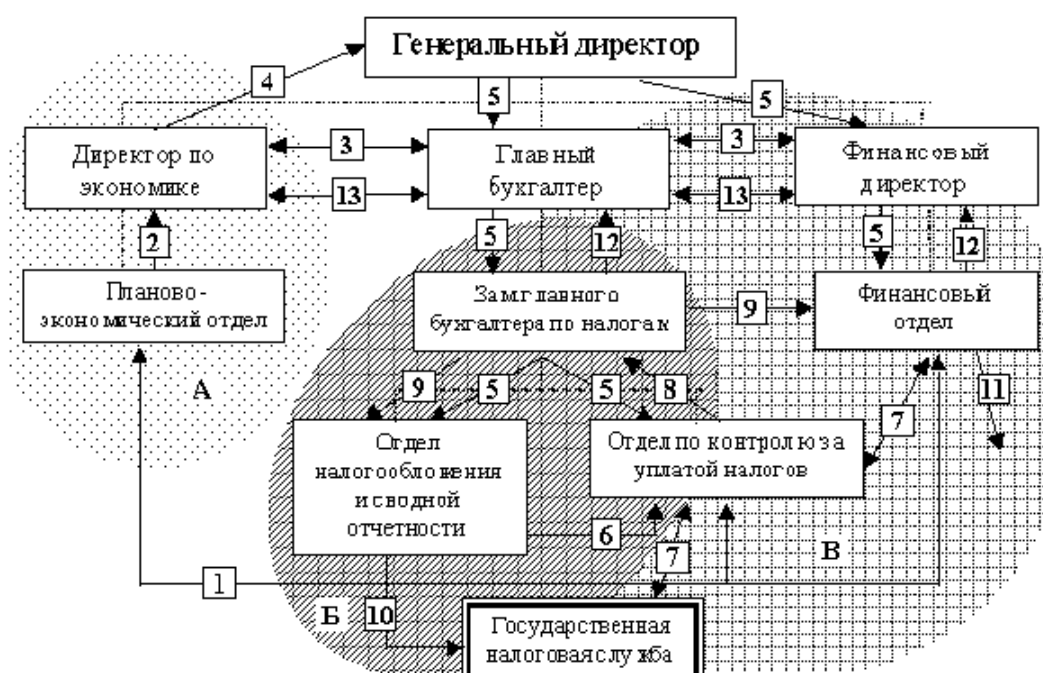 Генеральный директор
4
5
5
Директор по
экономике
3
13
Главный
бухгалтер
3
13
Финансовый
директор
2
5
12
5
12
Планово-
экономический отдел
Зам главного
бухгалтера по налогам
9
Финансовый
отдел
А
9
5
5
8
7
11
Отдел
налогообложения
и сводной
отчетности
Отдел по контролю за
уплатой налогов
6
7
В
1
Б
10
Государственная
налоговая служба